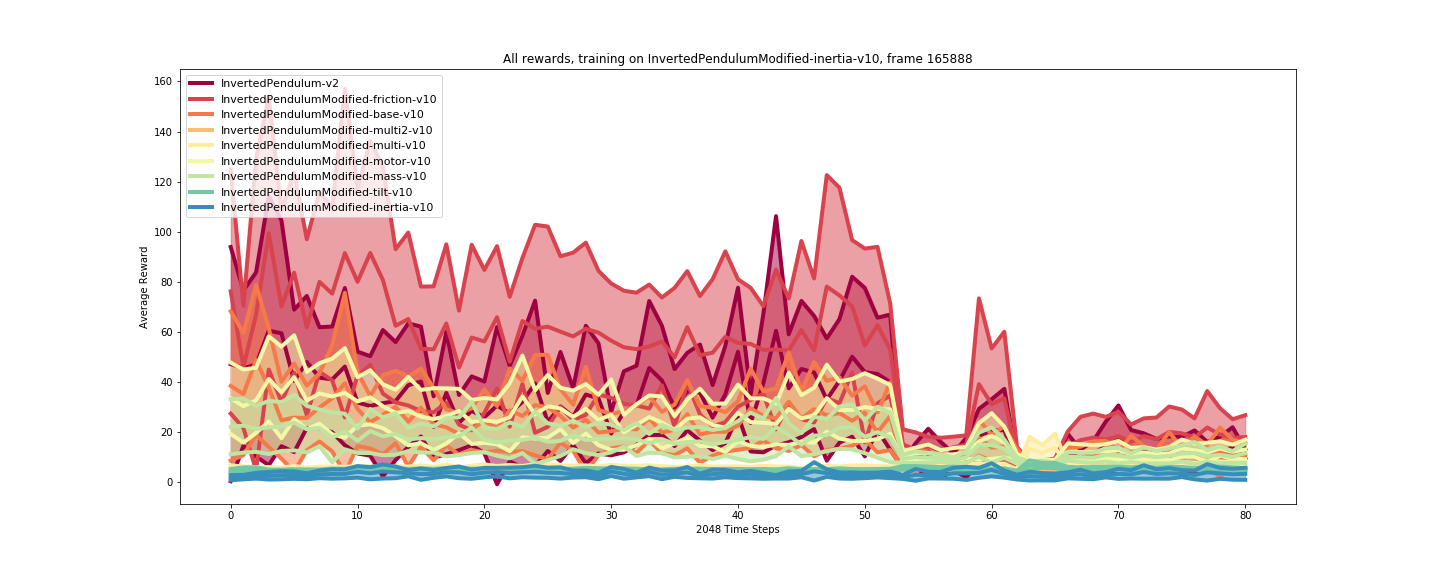 All rewards, training on InvertedPendulumModified-inertia-v10, frame 165888
160
140
120
100
80
60
40
20
0
Average Reward
InvertedPendulum-v2
InvertedPendulumModified-friction-v10
InvertedPendulumModified-base-v10
InvertedPendulumModified-multi2-v10
InvertedPendulumModified-multi-v10
InvertedPendulumModified-motor-v10
InvertedPendulumModified-mass-v10
InvertedPendulumModified-tilt-v10
InvertedPendulumModified-inertia-v10
0 10 20 30 40 50 60 70 80
2048 Time Steps